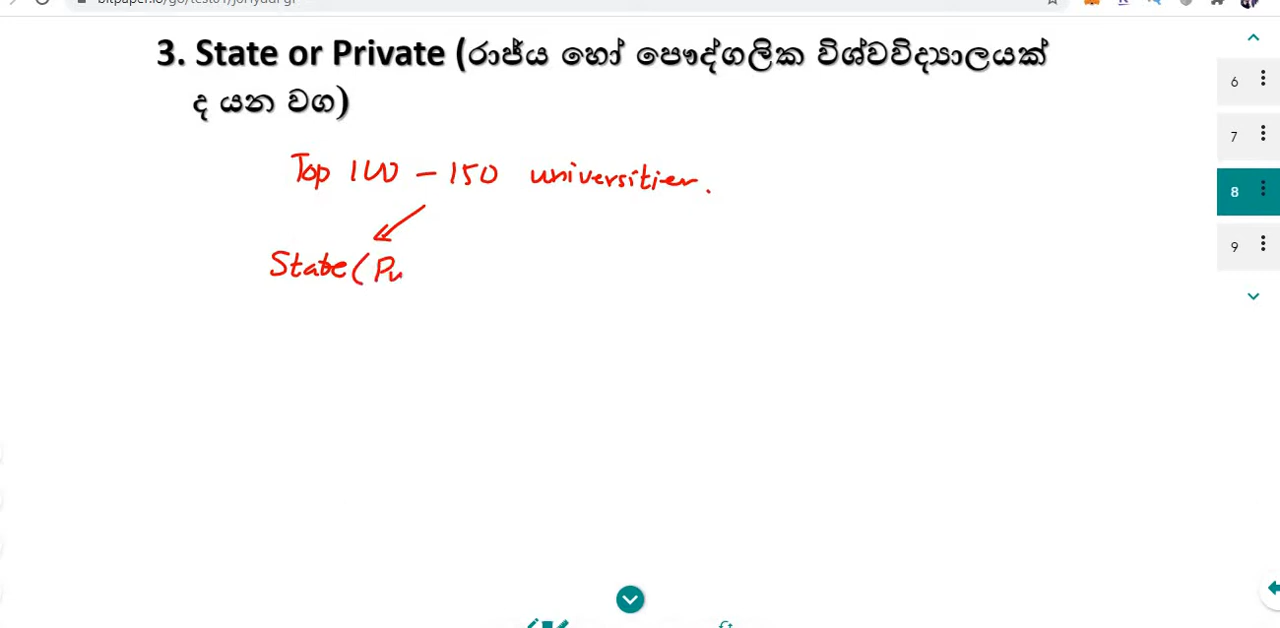 3. State or Private (රාජ්ය හෝ පෞද්ගලික විශ්වවිද්යාලයක්
ද යන වග)
Top 100 - 150 universities.
State (Pu
6
7
8
9